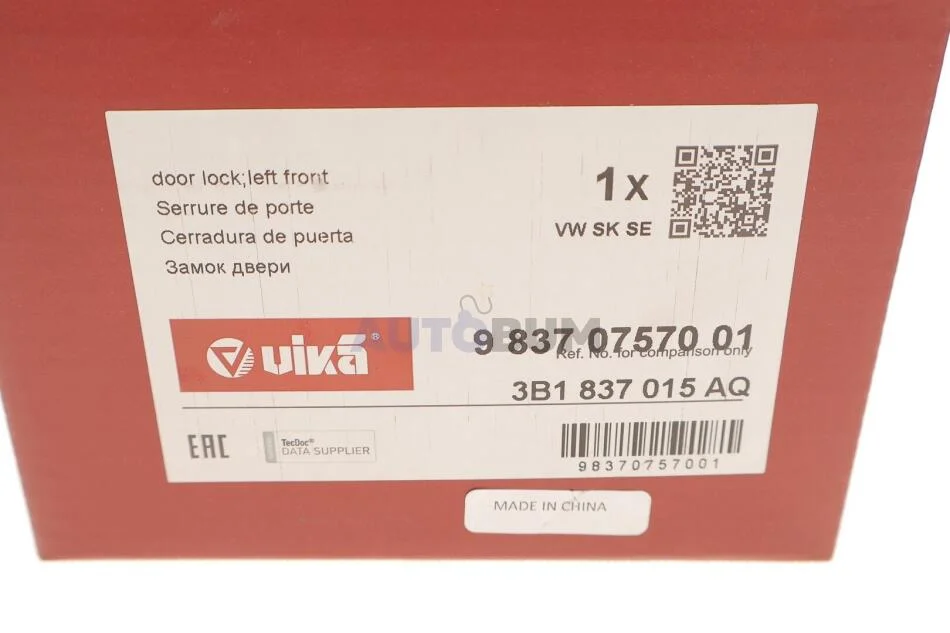 door lock;left front
Serrure de porte
Cerradura de puerta
Замок двери
1x
VW SK SE
AUTOBUM
vika®
9 837 07570 01
Ref. No. for comparison only
3B1 837 015 AQ
EAC
TecDoc®
DATA SUPPLIER
98370757001
MADE IN CHINA